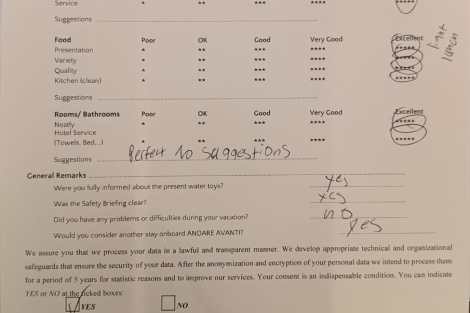 Service * ** *** **** *****
Suggestions
Food Poor OK Good Very Good Excellent
Presentation * ** *** **** *****
Variety * ** *** **** *****
Quality * ** *** **** *****
Kitchen (clean) * ** *** **** *****
Suggestions
Rooms/ Bathrooms Poor OK Good Very Good Excellent
Neatly * ** *** **** *****
Hotel Service
(Towels, Bed...) * ** *** **** *****
Suggestions Perfect No suggestions
General Remarks
Were you fully informed about the present water toys? yes
Was the Safety Briefing clear? yes
Did you have any problems or difficulties during your vacation? no
Would you consider another stay onboard ANDARE AVANTI? yes
We assure you that we process your data in a lawful and transparent manner. We develop appropriate technical and organizational
safeguards that ensure the security of your data. After the anonymization and encryption of your personal data we intend to process them
for a period of 5 years for statistic reasons and to improve our services. Your consent is an indispensable condition. You can indicate
YES or NO at the ticked boxes:
YES NO